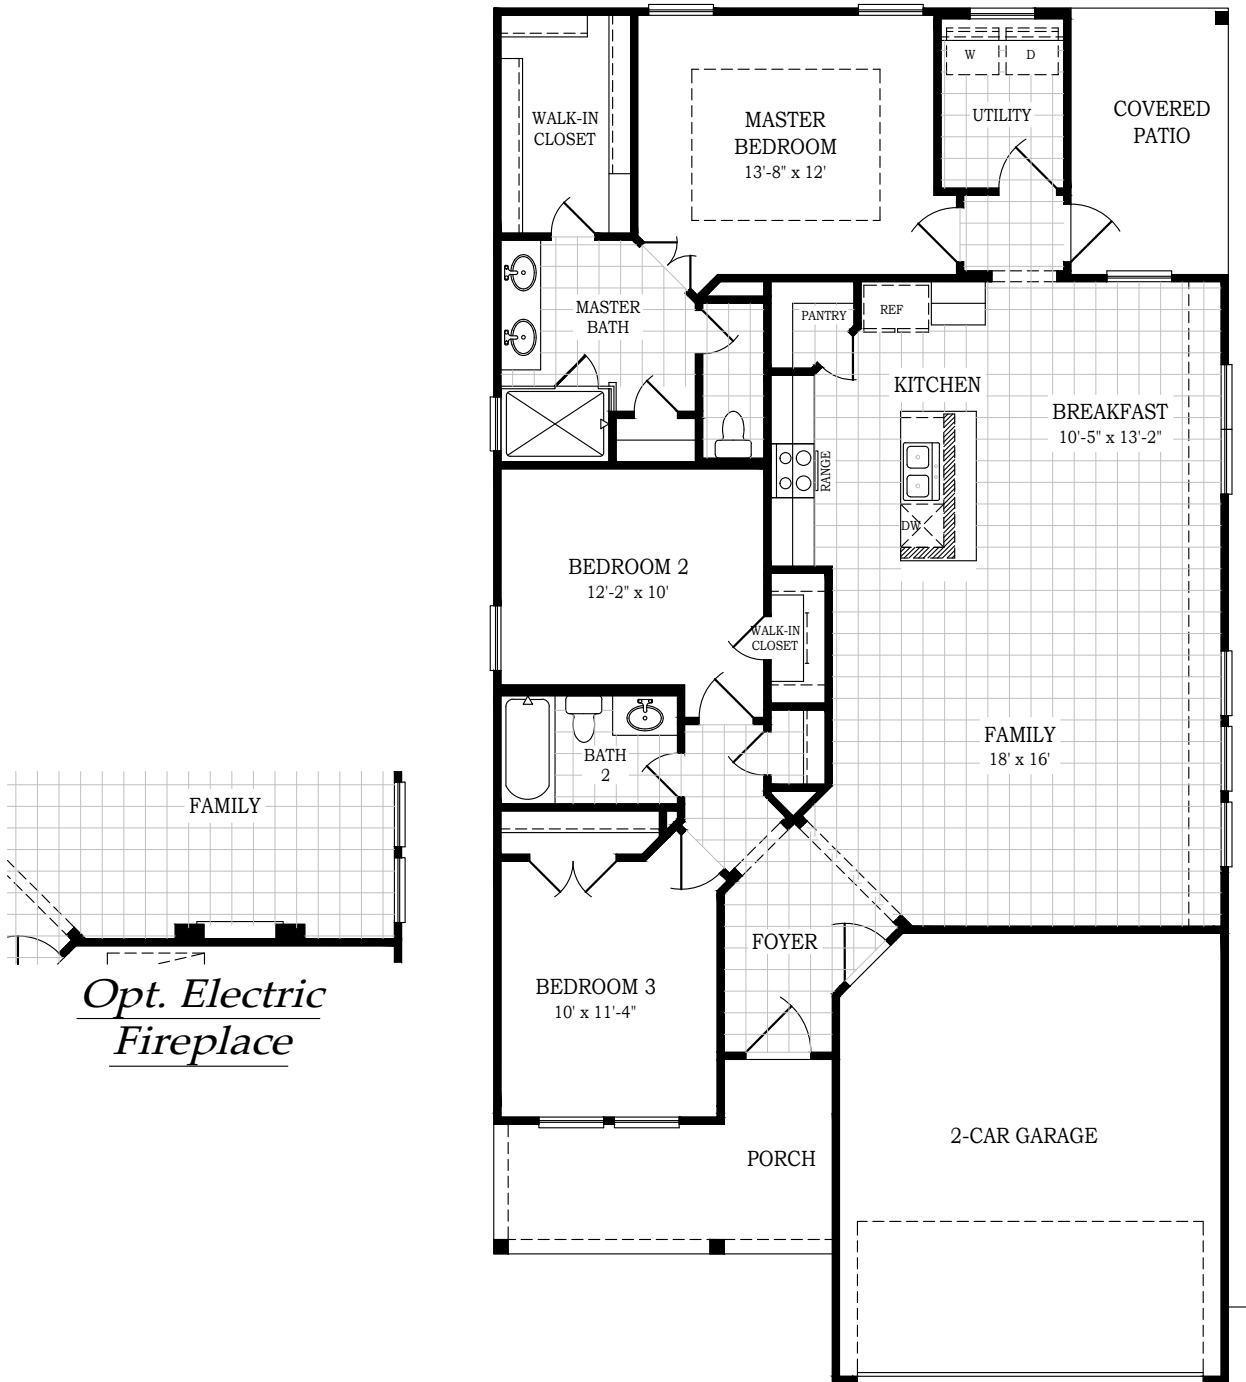 WALK-IN
CLOSET
MASTER
BEDROOM
13'-8" x 12'
W
D
UTILITY
COVERED
PATIO
MASTER
BATH
PANTRY
REF
KITCHEN
BREAKFAST
10'-5" x 13'-2"
RANGE
DW
BEDROOM 2
12'-2" x 10'
WALK-IN
CLOSET
BATH
2
FAMILY
18' x 16'
FAMILY
Opt. Electric
Fireplace
FOYER
BEDROOM 3
10' x 11'-4"
PORCH
2-CAR GARAGE